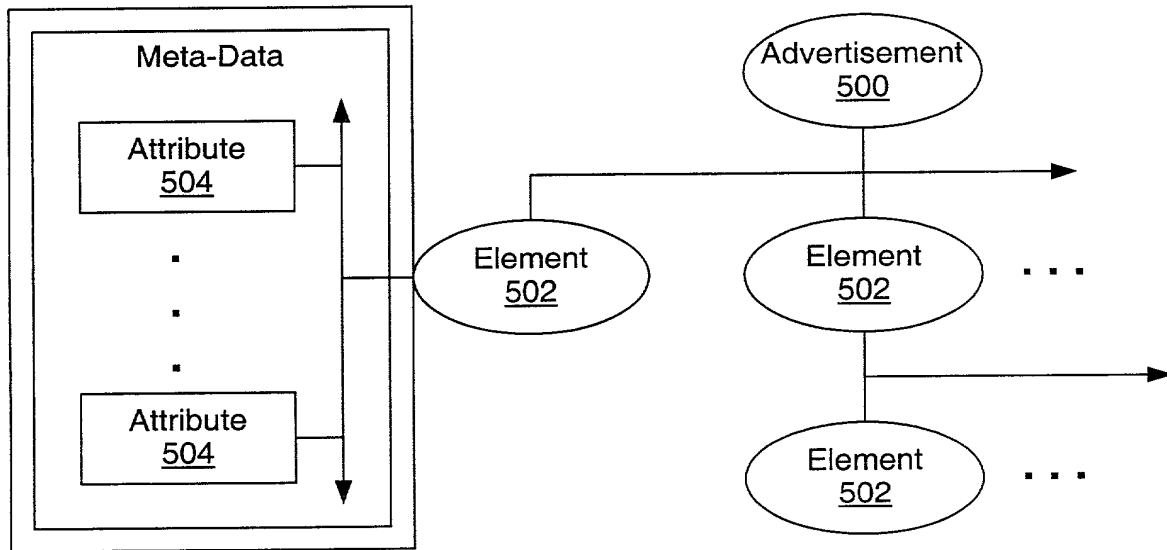 Meta-Data
Attribute
504
Attribute
504
Element
502
Advertisement
500
Element
502
Element
502